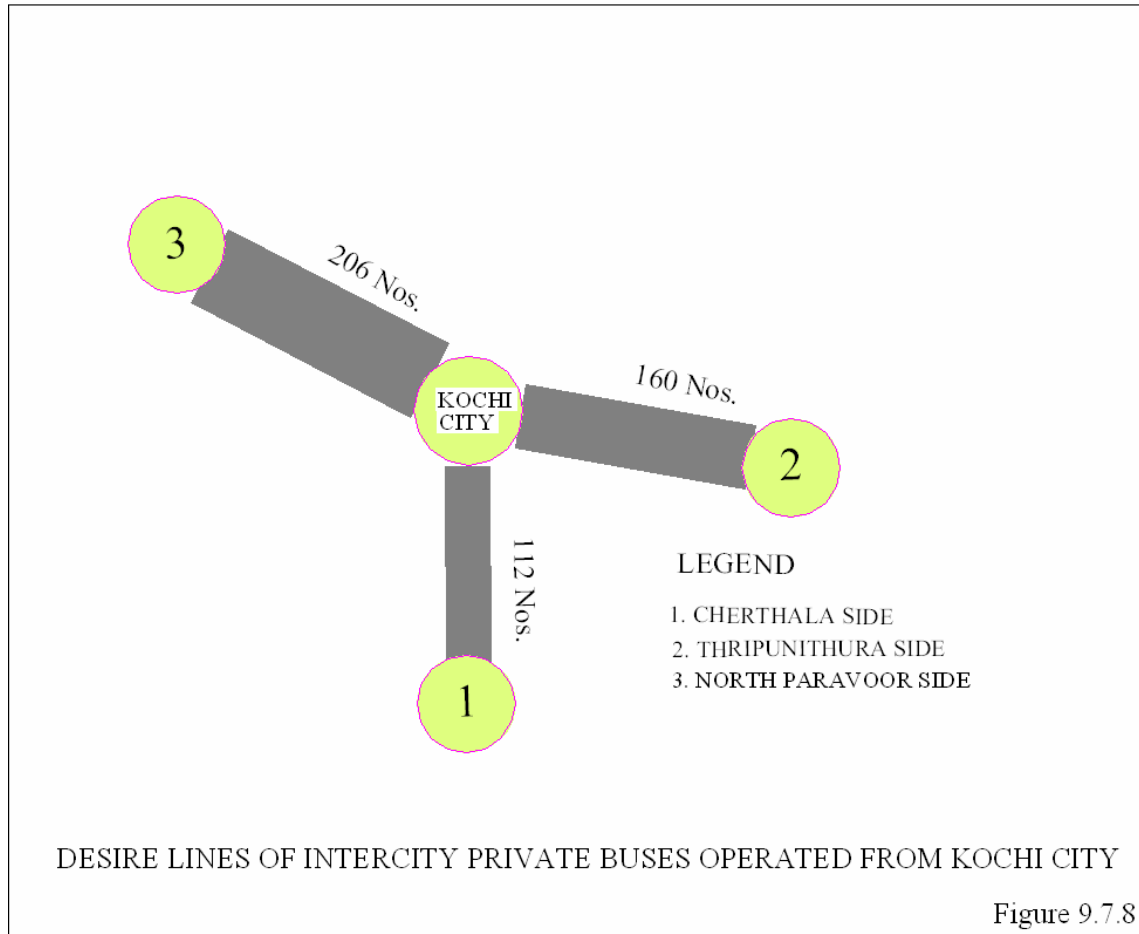 3
206 Nos.
KOCHI
CITY
160 Nos.
2
112 Nos.
1
LEGEND
1. CHERTHALA SIDE
2. THRIPUNITHURA SIDE
3. NORTH PARAVOOR SIDE
DESIRE LINES OF INTERCITY PRIVATE BUSES OPERATED FROM KOCHI CITY
Figure 9.7.8